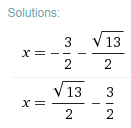 Solutions:
x = -3/2 - √13/2
x = √13/2 - 3/2